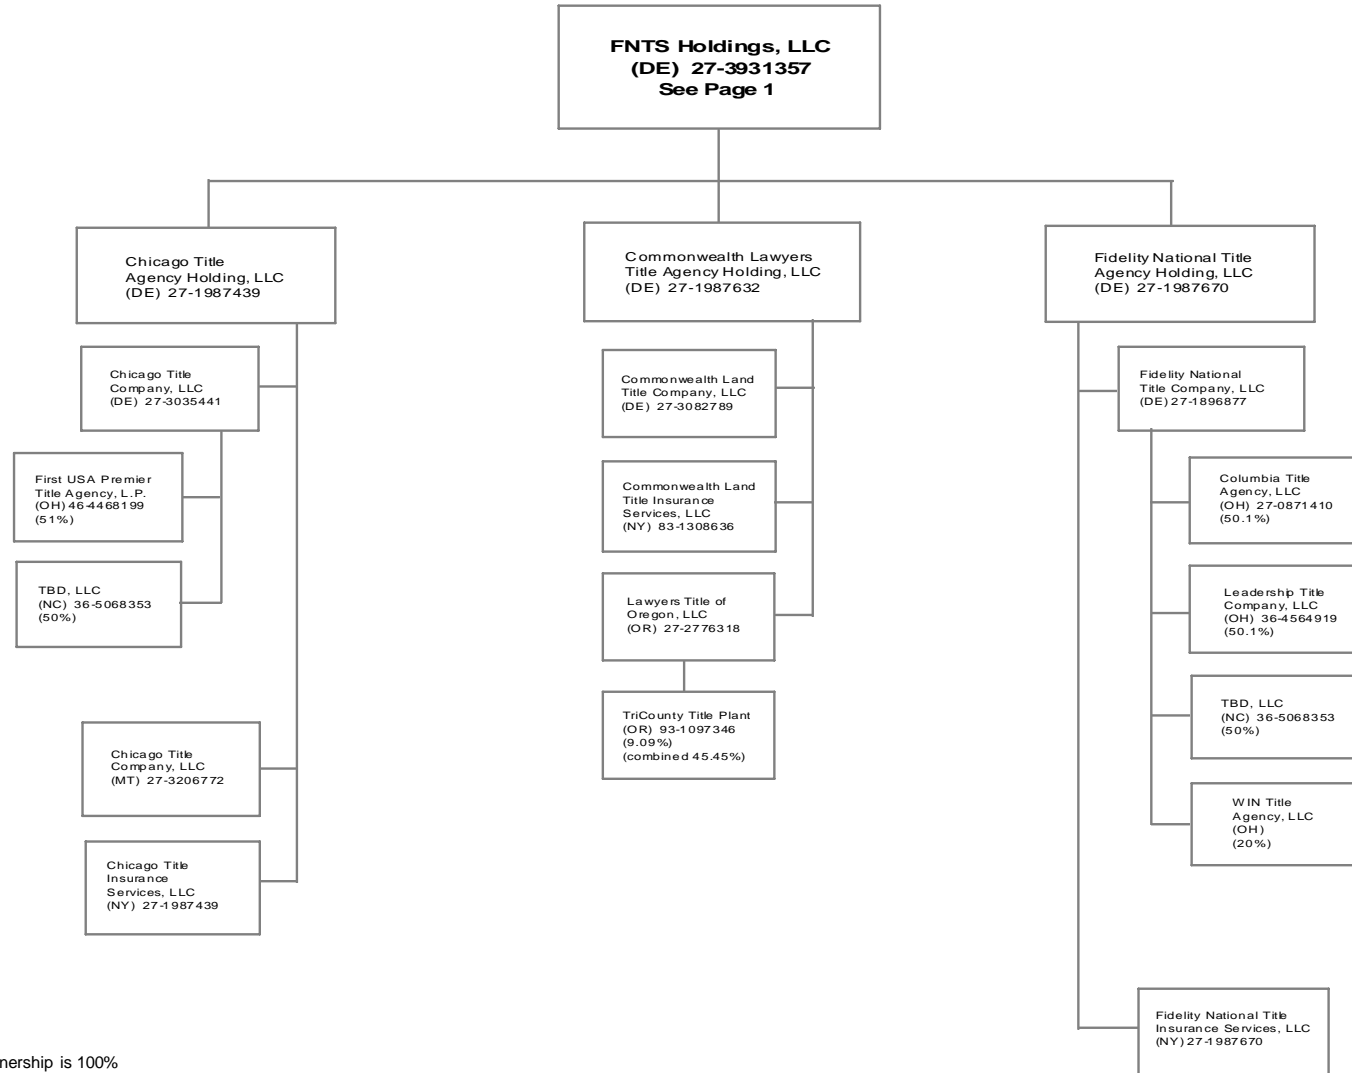 FNTS Holdings, LLC
(DE) 27-3931357
See Page 1
Chicago Title
Agency Holding, LLC
(DE) 27-1987439
Commonwealth Lawyers
Title Agency Holding, LLC
(DE) 27-1987632
Fidelity National Title
Agency Holding, LLC
(DE) 27-1987670
Chicago Title
Company, LLC
(DE) 27-3035441
First USA Premier
Title Agency, L.P.
(OH) 46-4468199
(51%)
TBD, LLC
(NC) 36-5068353
(50%)
Chicago Title
Company, LLC
(MT) 27-3206772
Chicago Title
Insurance
Services, LLC
(NY) 27-1987439
Commonwealth Land
Title Company, LLC
(DE) 27-3082789
Commonwealth Land
Title Insurance
Services, LLC
(NY) 83-1308636
Lawyers Title of
Oregon, LLC
(OR) 27-2776318
TriCounty Title Plant
(OR) 93-1097346
(9.09%)
(combined 45.45%)
Fidelity National
Title Company, LLC
(DE) 27-1896877
Columbia Title
Agency, LLC
(OH) 27-0871410
(50.1%)
Leadership Title
Company, LLC
(OH) 36-4564919
(50.1%)
TBD, LLC
(NC) 36-5068353
(50%)
WIN Title
Agency, LLC
(OH)
(20%)
Fidelity National Title
Insurance Services, LLC
(NY) 27-1987670
nership is 100%